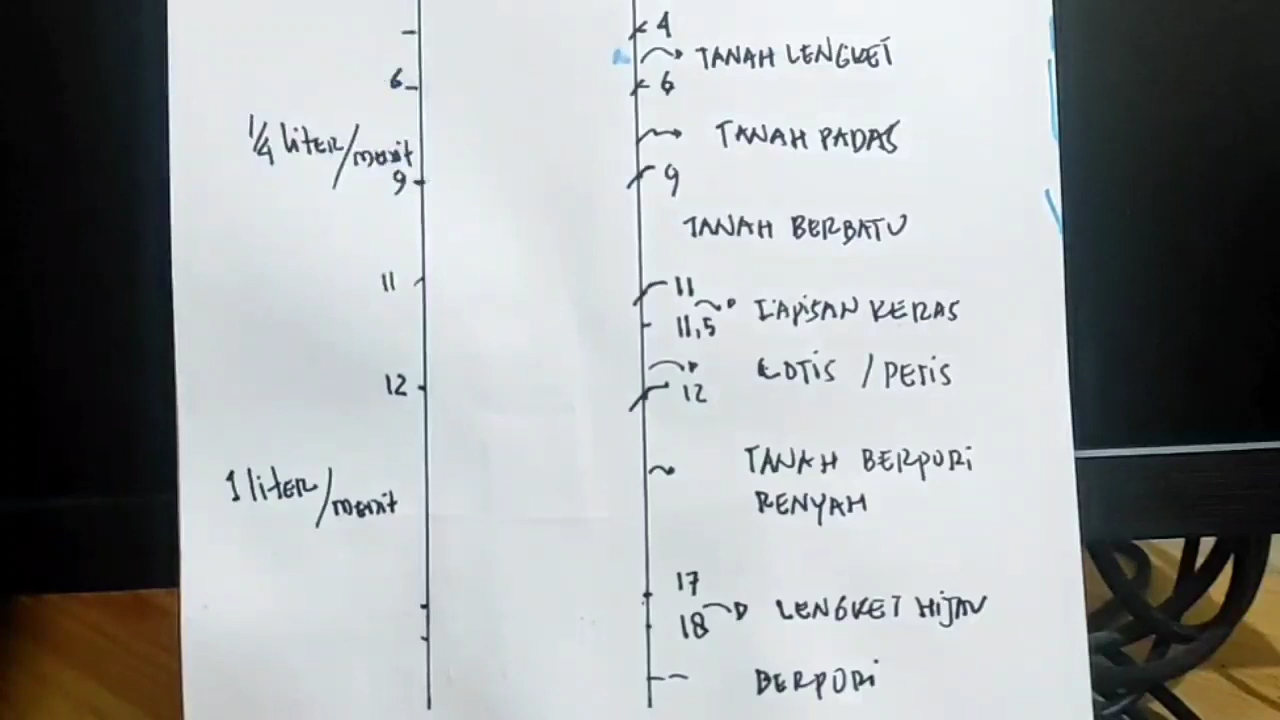 4
TANAH LENGKET
6
6
1/4 liter/menit
TANAH PADAS
9
9
TANAH BERBATU
11
11
LAPISAN KERAS
11,5
LOTIS / PETIS
12
12
TANAH BERPORI
RENYAH
1 liter/menit
17
LENGKET HIJAU
18
BERPORI